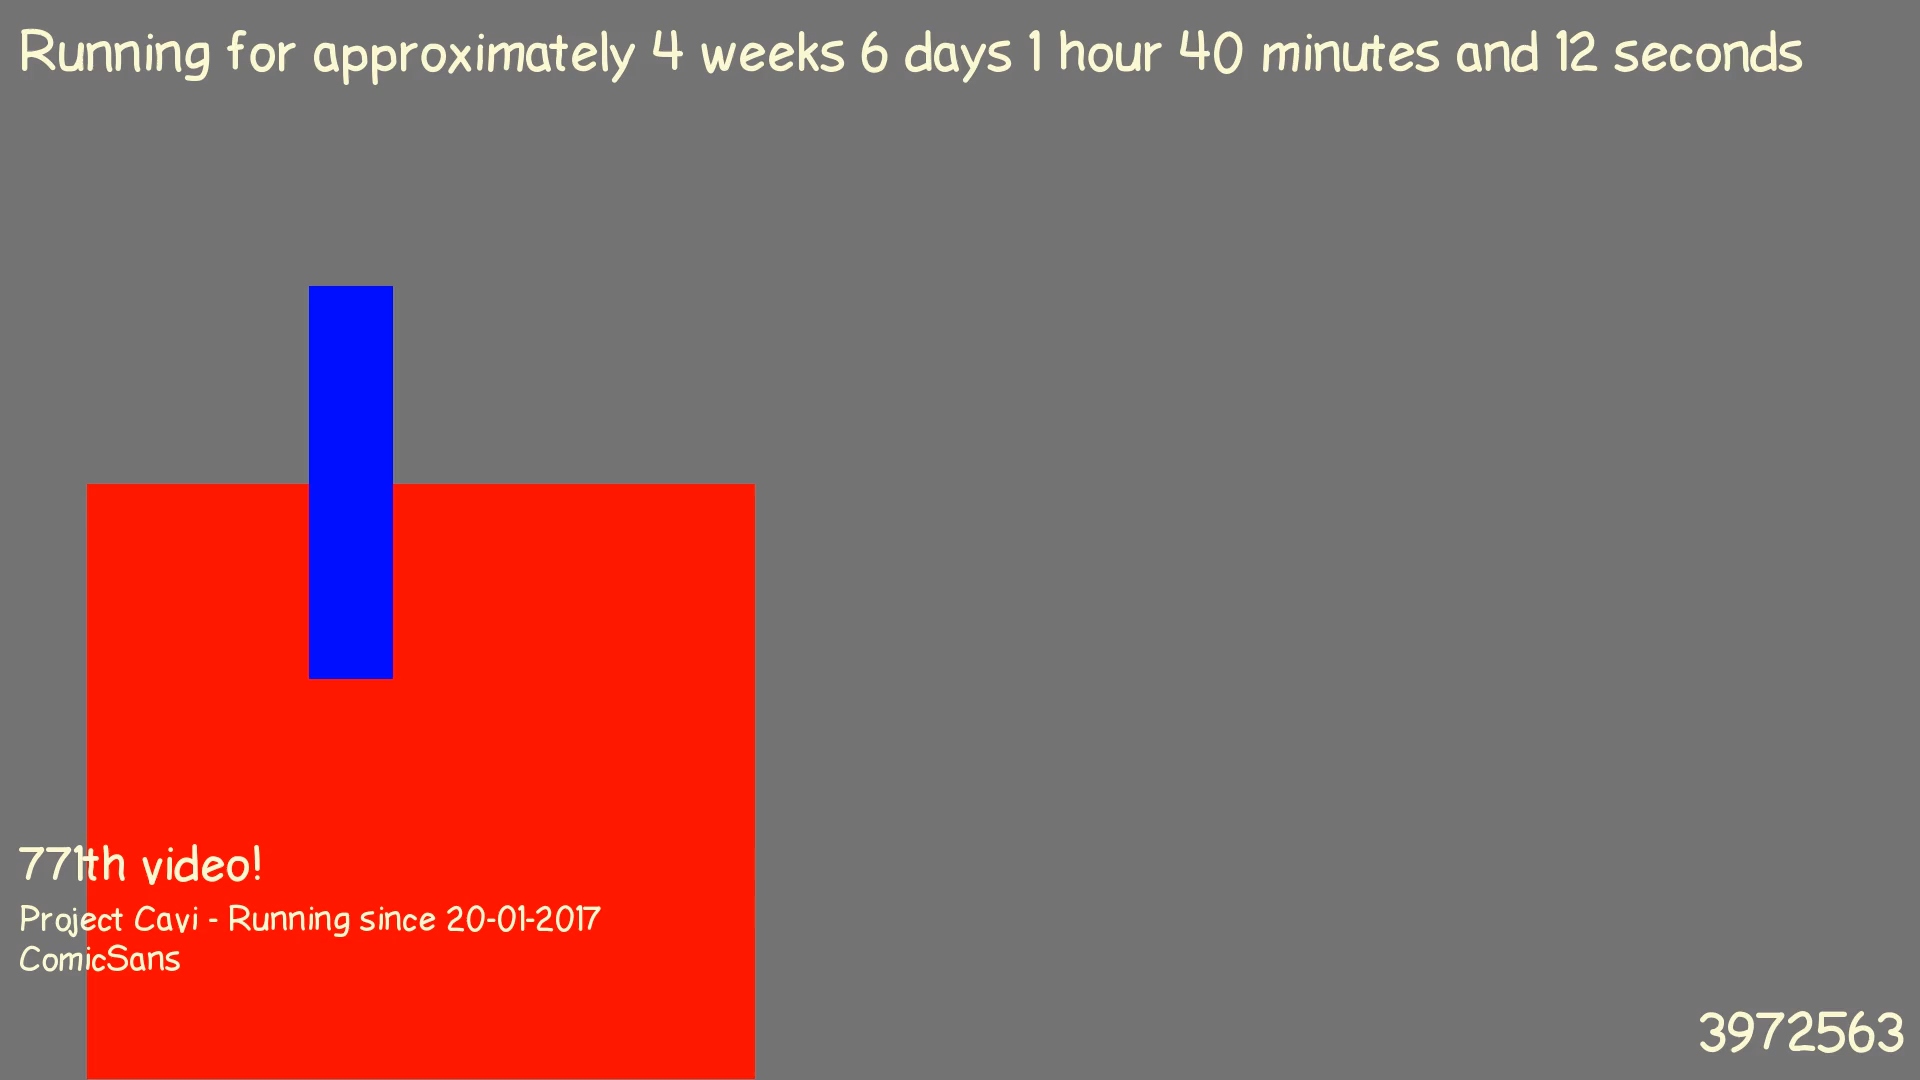 Running for approximately 4 weeks 6 days 1 hour 40 minutes and 12 seconds
771th video!
Project Cavi - Running since 20-01-2017
ComicSans
3972563